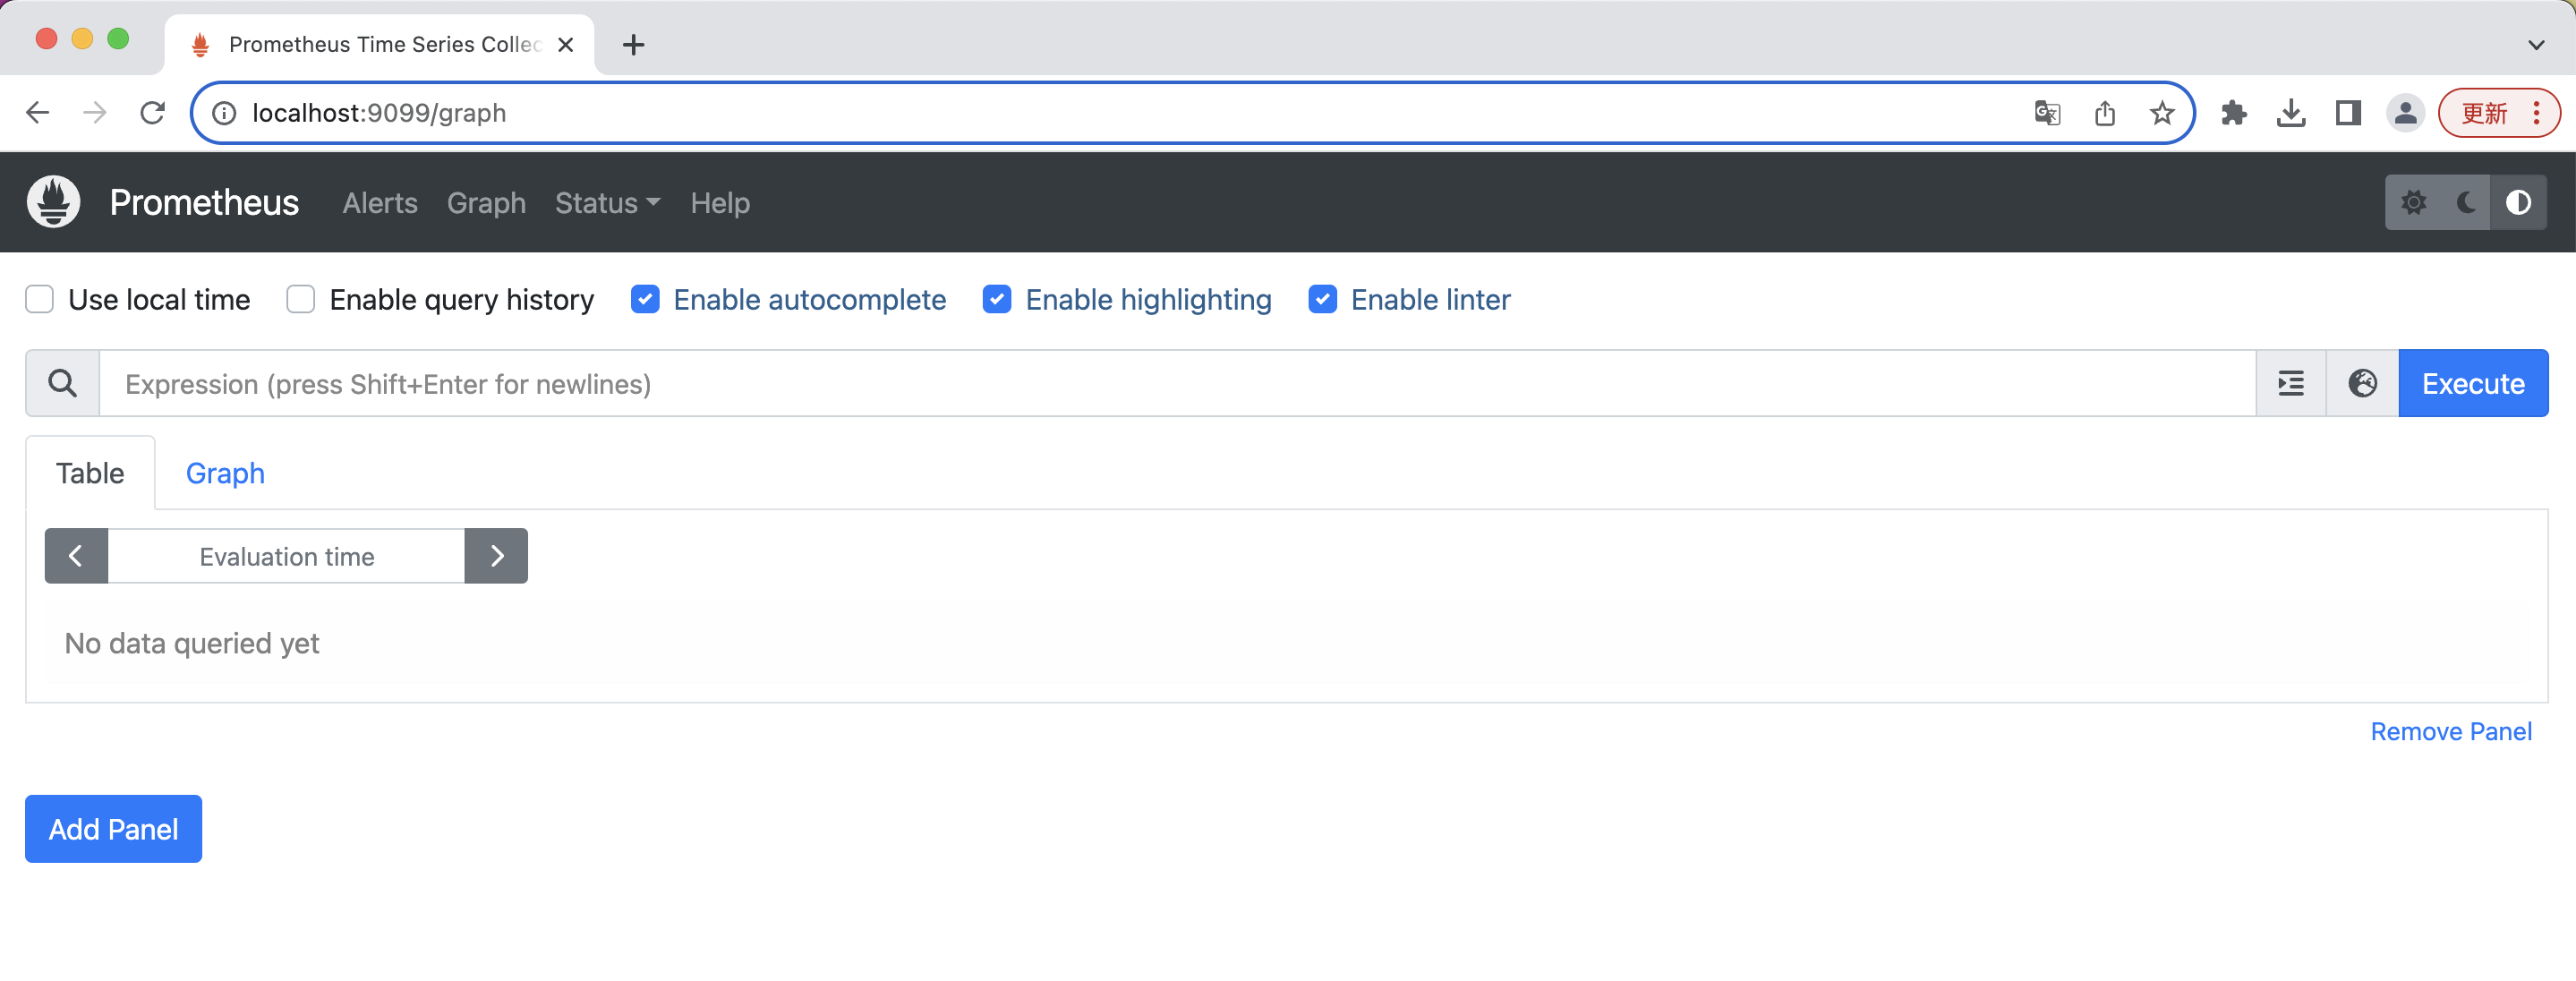 Prometheus Time Series Collec
localhost:9099/graph
更新
Prometheus Alerts Graph Status Help
Use local time Enable query history Enable autocomplete Enable highlighting Enable linter
Expression (press Shift+Enter for newlines) Execute
Table Graph
Evaluation time
No data queried yet
Remove Panel
Add Panel